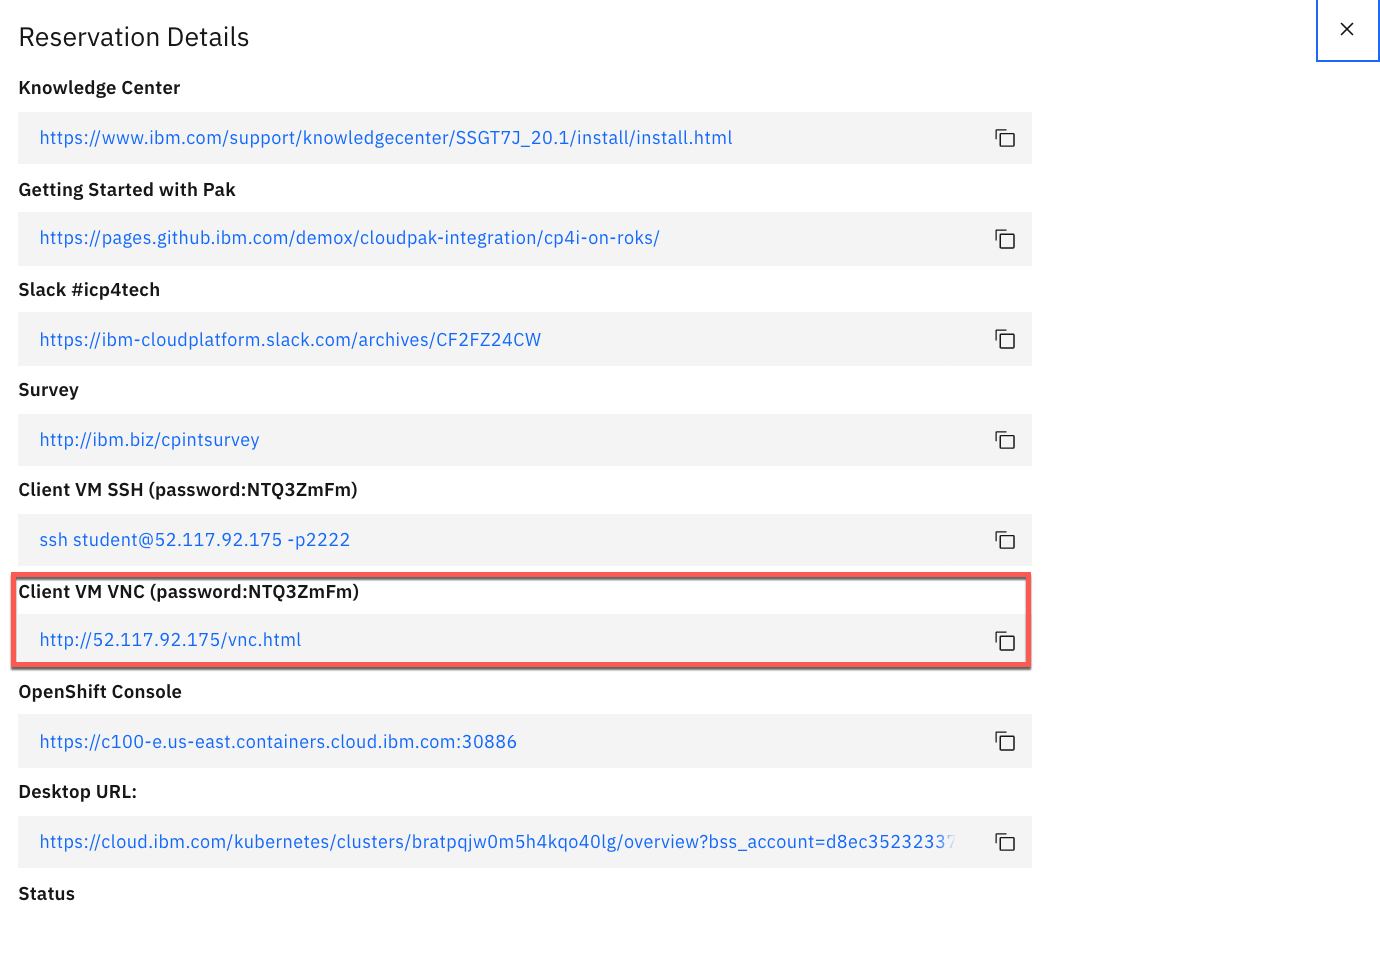 Reservation Details
Knowledge Center
https://www.ibm.com/support/knowledgecenter/SSGT7J_20.1/install/install.html
Getting Started with Pak
https://pages.github.ibm.com/demox/cloudpak-integration/cp4i-on-roks/
Slack #icp4tech
https://ibm-cloudplatform.slack.com/archives/CF2FZ24CW
Survey
http://ibm.biz/cpintsurvey
Client VM SSH (password:NTQ3ZmFm)
ssh student@52.117.92.175 -p2222
Client VM VNC (password:NTQ3ZmFm)
http://52.117.92.175/vnc.html
OpenShift Console
https://c100-e.us-east.containers.cloud.ibm.com:30886
Desktop URL:
https://cloud.ibm.com/kubernetes/clusters/bratpqjw0m5h4kqo40lg/overview?bss_account=d8ec35232337
Status